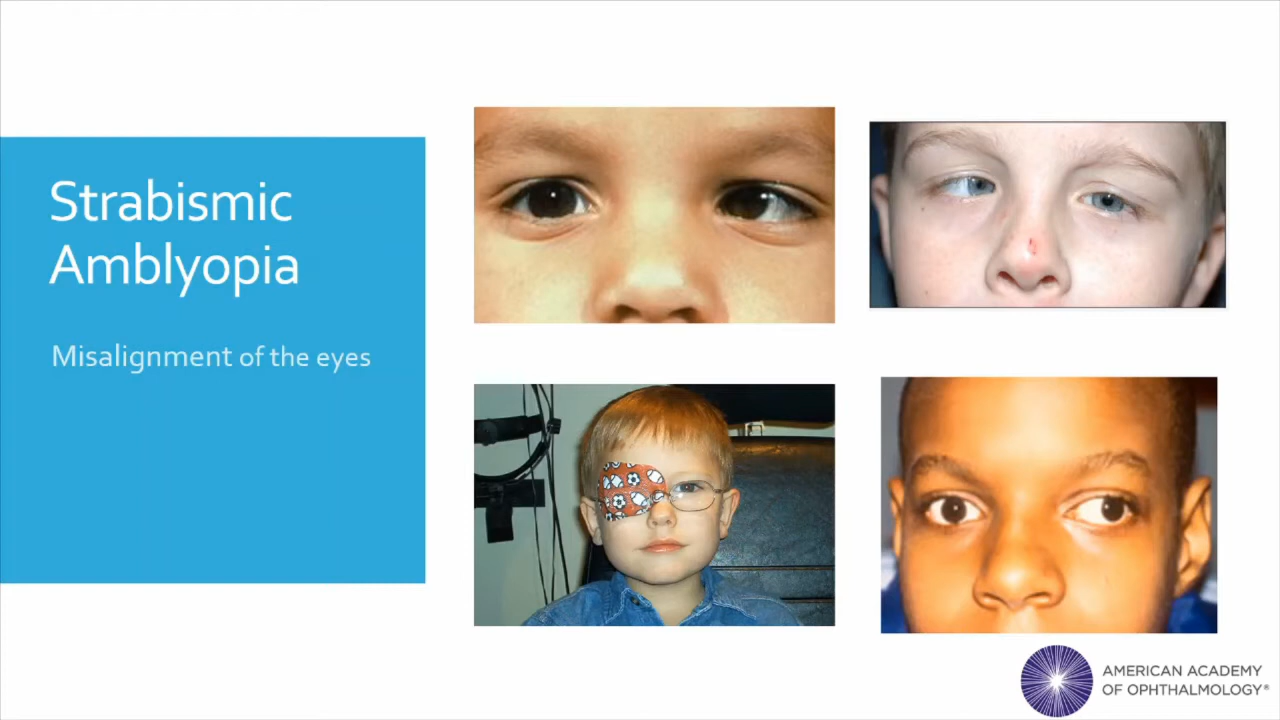 Strabismic
Amblyopia
Misalignment of the eyes
AMERICAN ACADEMY
OF OPHTHALMOLOGY®